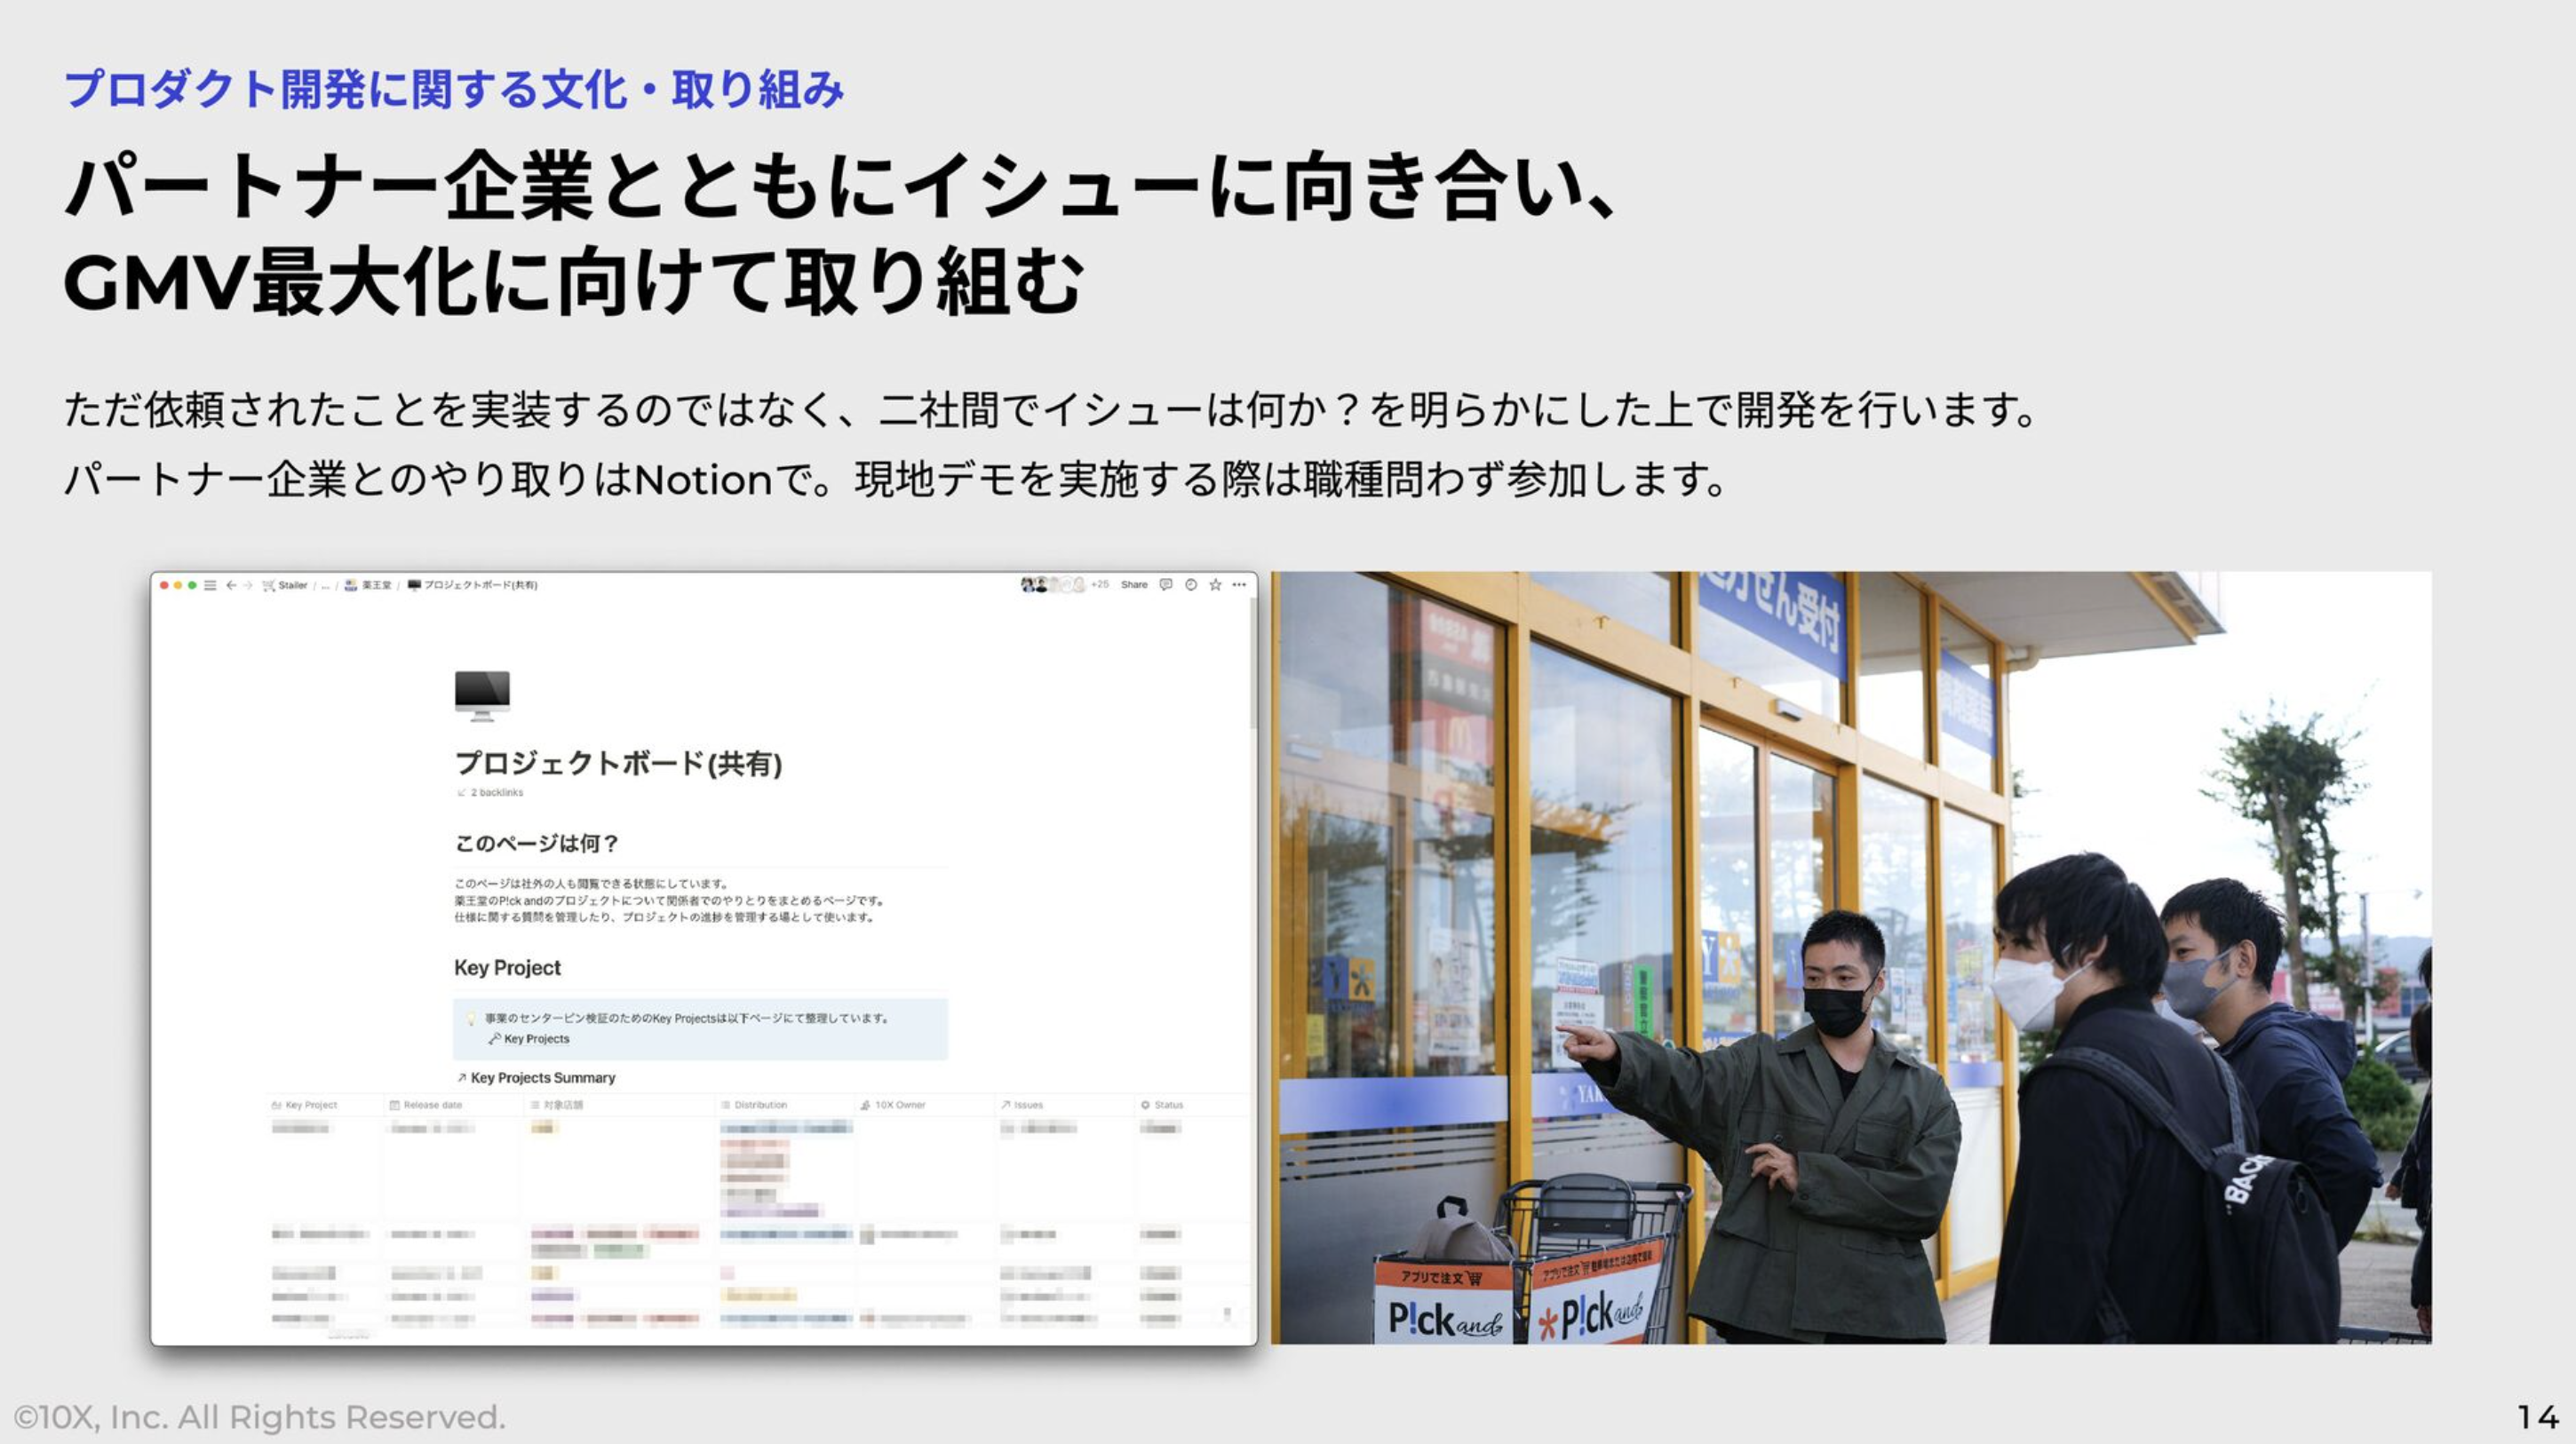 プロダクト開発に関する文化・取り組み
パートナー企業とともにイシューに向き合い、
GMV最大化に向けて取り組む
ただ依頼されたことを実装するのではなく、二社間でイシューは何か？を明らかにした上で開発を行います。
パートナー企業とのやり取りはNotionで。現地デモを実施する際は職種問わず参加します。
Stailer / ... / 薬王堂 / プロジェクトボード(共有)
+25 Share
プロジェクトボード(共有)
2 backlinks
このページは何？
このページは社外の人も閲覧できる状態にしています。
薬王堂のP!ck andのプロジェクトについて関係者でのやりとりをまとめるページです。
仕様に関する質問を管理したり、プロジェクトの進捗を管理する場として使います。
Key Project
事業のセンターピン検証のためのKey Projectsは以下ページにて整理しています。
Key Projects
Key Projects Summary
Key Project Release date 対象店舗 Distribution 10X Owner Issues Status
方せん受付
アプリで注文
P!ck and
アプリで注文
P!ck and
BACK
©10X, Inc. All Rights Reserved.
14